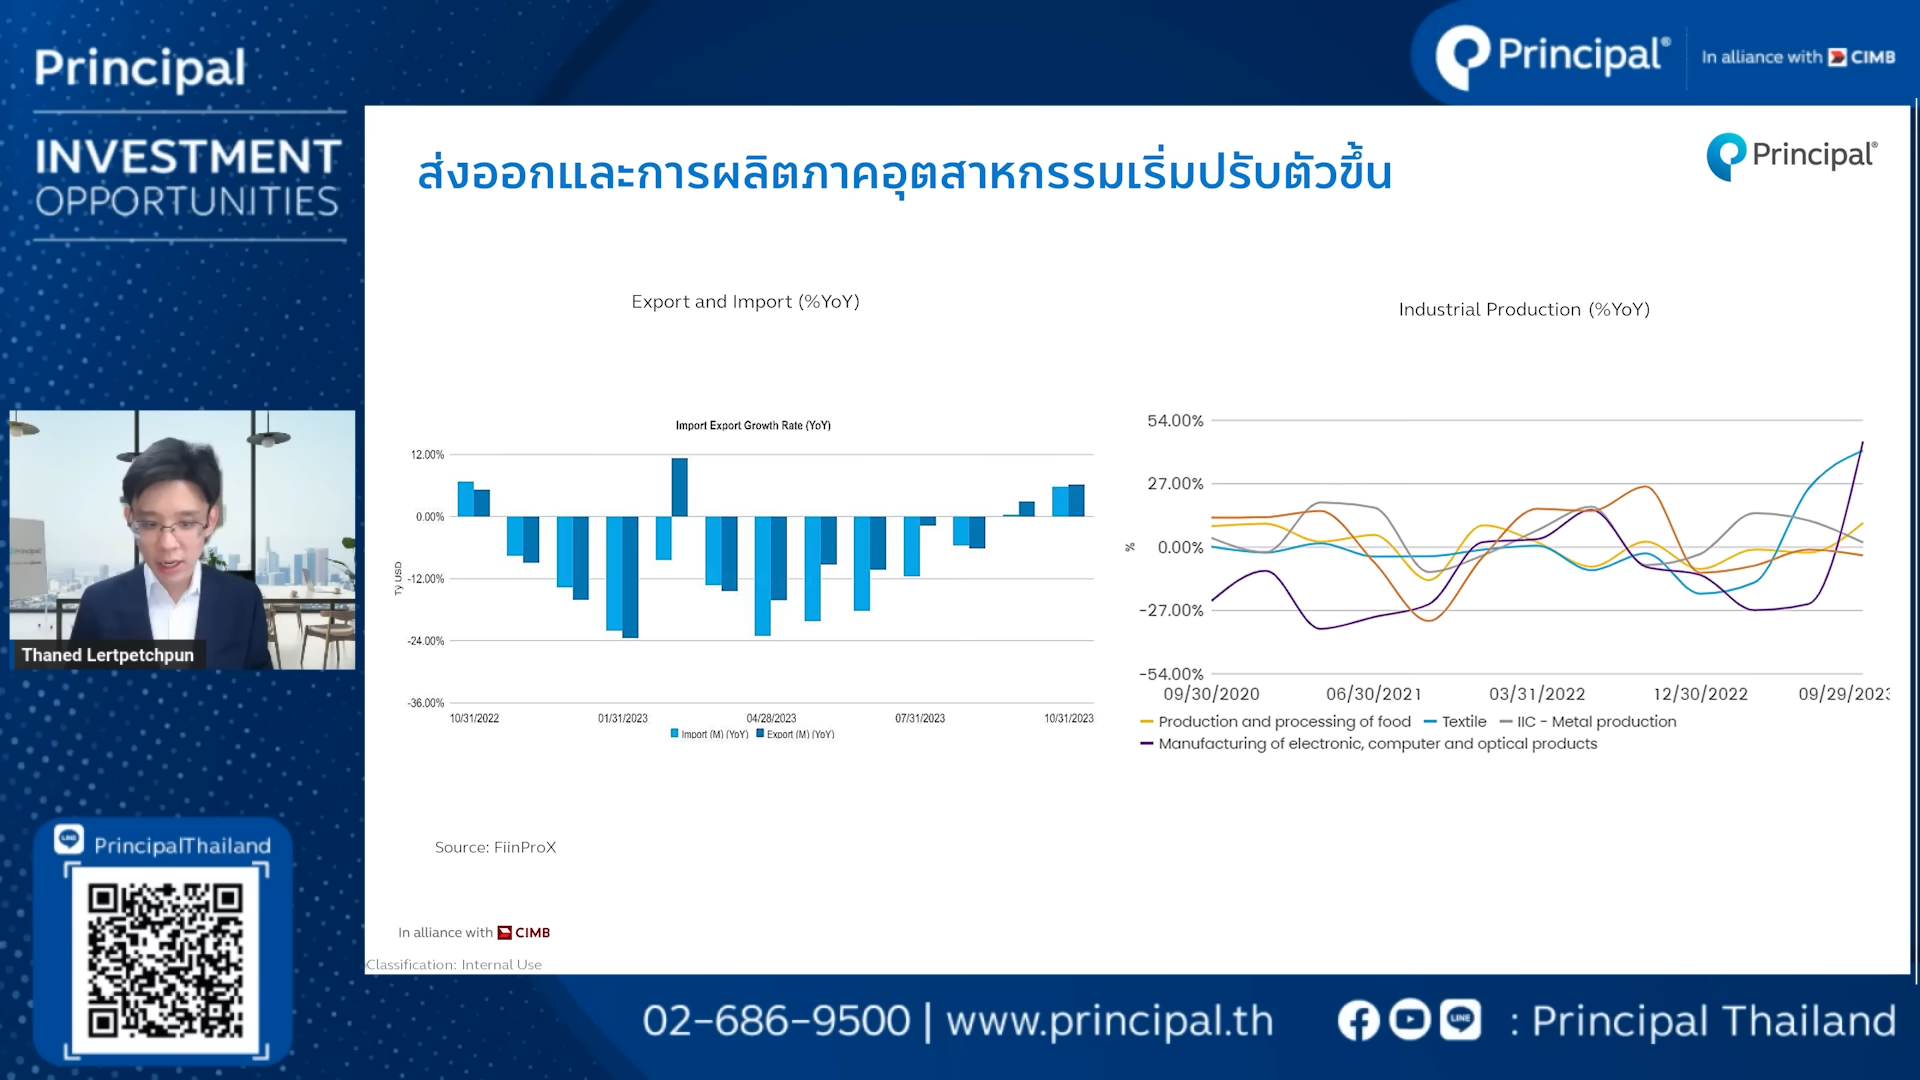 Principal
INVESTMENT
OPPORTUNITIES
Principal®
In alliance with CIMB
ส่งออกและการผลิตภาคอุตสาหกรรมเริ่มปรับตัวขึ้น
Principal®
Export and Import (%YoY)
Industrial Production (%YoY)
Import Export Growth Rate (YoY)
12.00%
0.00%
-12.00%
-24.00%
-36.00%
Tỷ USD
10/31/2022
01/31/2023
04/28/2023
07/31/2023
10/31/2023
Import (M) (YoY)
Export (M) (YoY)
54.00%
27.00%
0.00%
-27.00%
-54.00%
%
09/30/2020
06/30/2021
03/31/2022
12/30/2022
09/29/2023
Production and processing of food
Textile
IIC - Metal production
Manufacturing of electronic, computer and optical products
Thaned Lertpetchpun
Source: FiinProX
LINE
PrincipalThailand
In alliance with CIMB
Classification: Internal Use
02-686-9500 | www.principal.th
LINE
: Principal Thailand